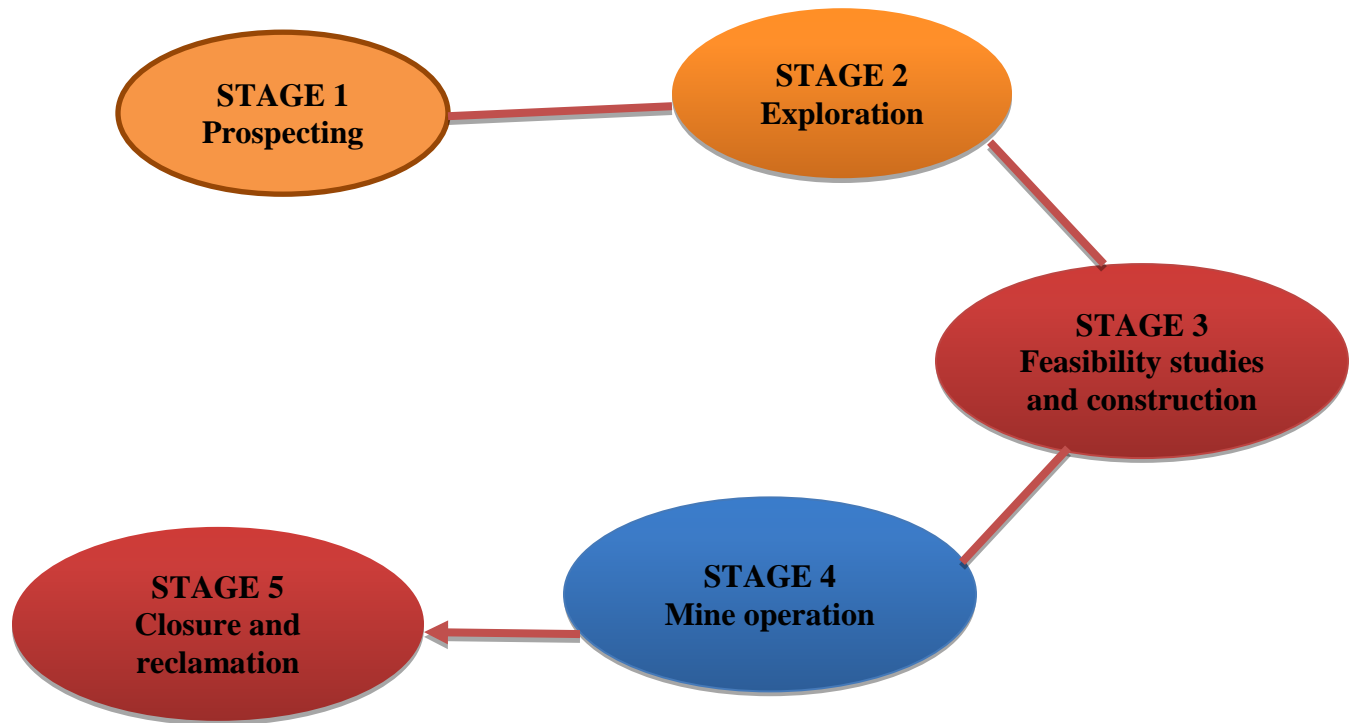 STAGE 1
Prospecting
STAGE 2
Exploration
STAGE 3
Feasibility studies
and construction
STAGE 4
Mine operation
STAGE 5
Closure and
reclamation